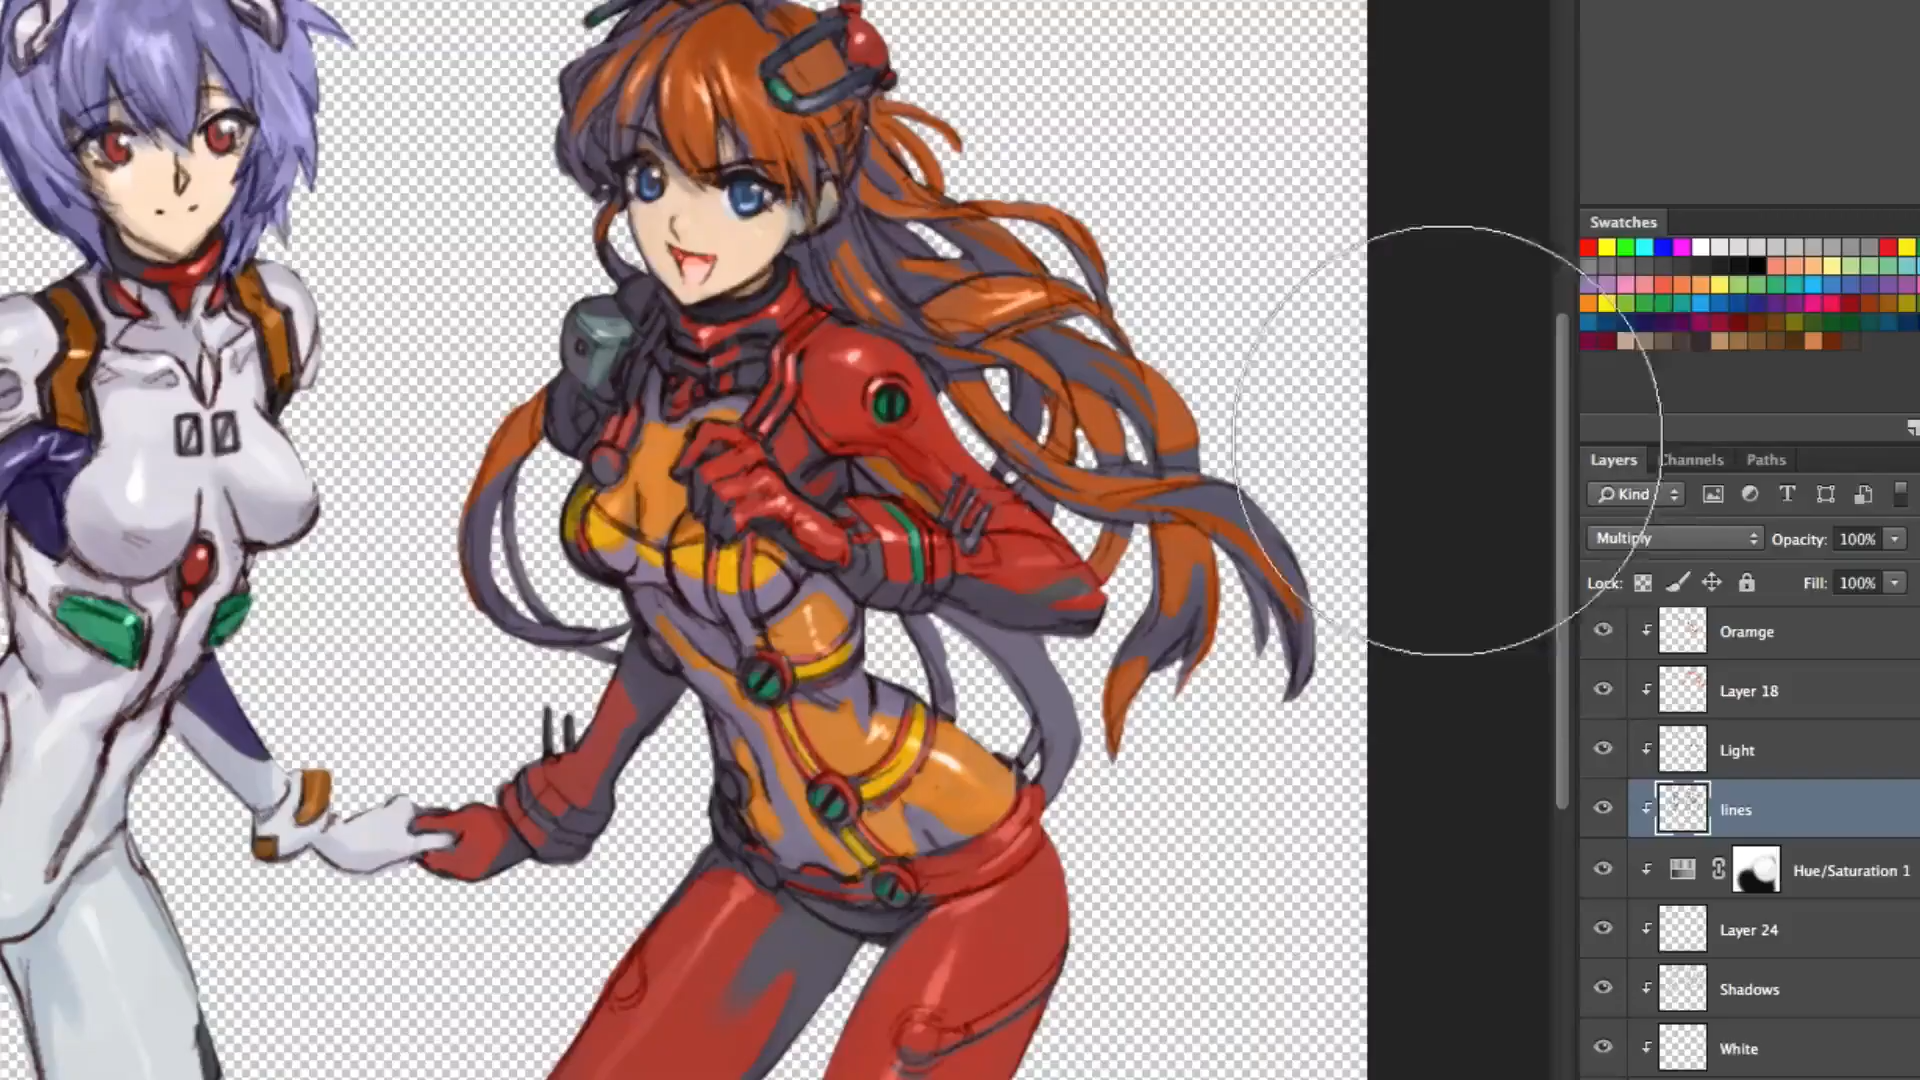 Swatches
Layers Channels Paths
Kind
Multiply Opacity: 100%
Lock: Fill: 100%
Oramge
Layer 18
Light
lines
Hue/Saturation 1
Layer 24
Shadows
White